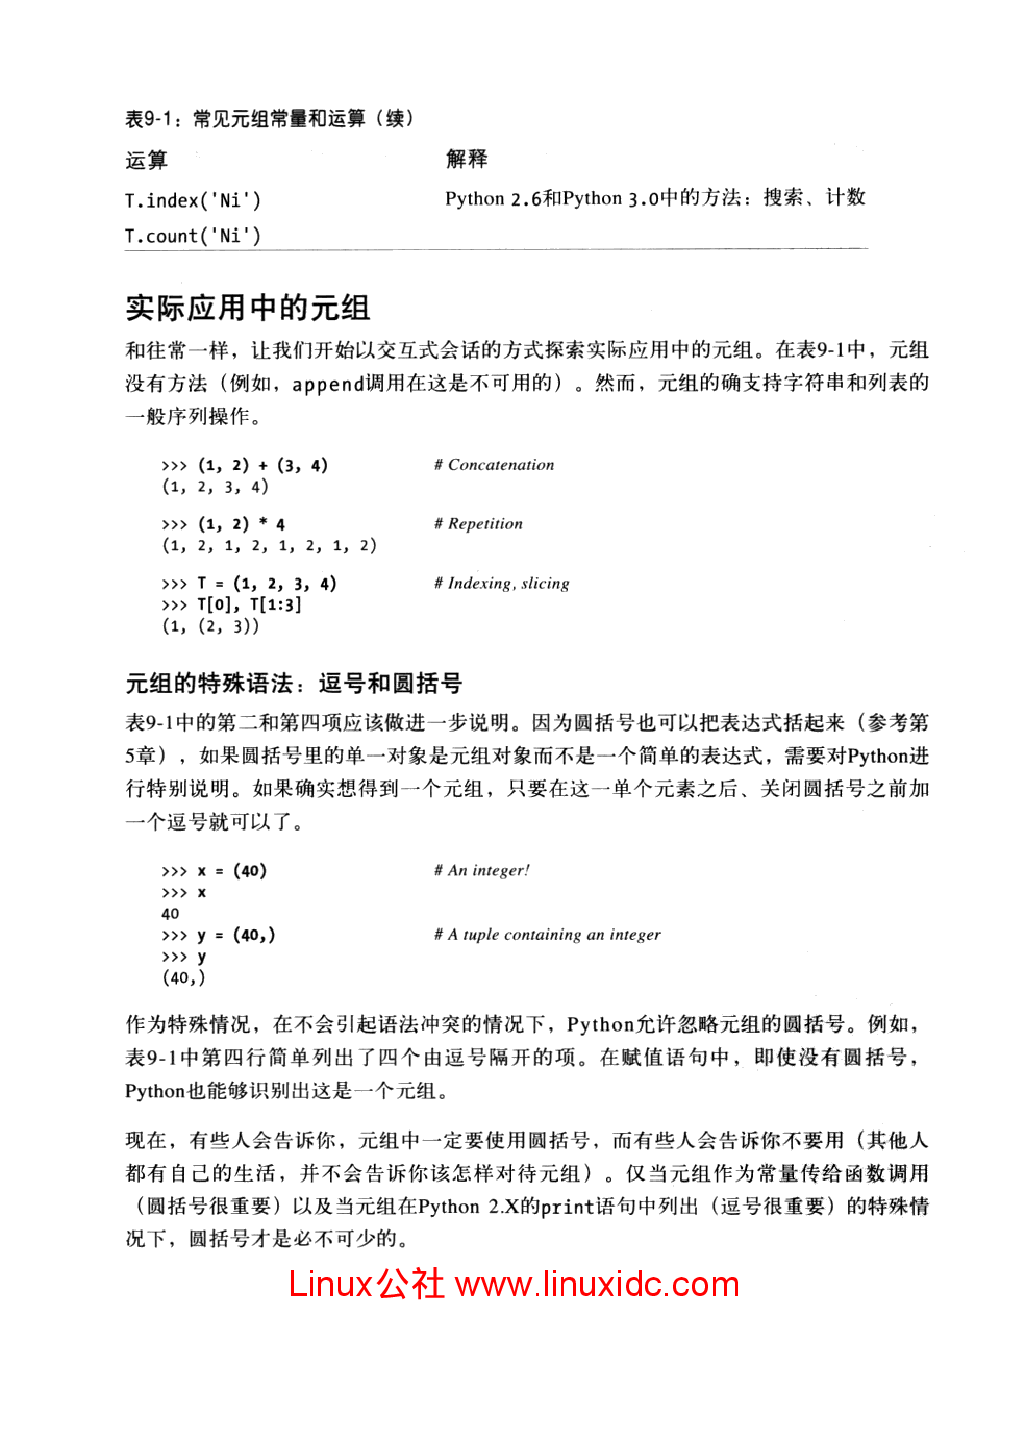 表9-1：常见元组常量和运算（续）
运算 解释
T.index('Ni') Python 2.6和Python 3.0中的方法：搜索、计数
T.count('Ni')
实际应用中的元组
和往常一样，让我们开始以交互式会话的方式探索实际应用中的元组。在表9-1中，元组
没有方法（例如，append调用在这是不可用的）。然而，元组的确支持字符串和列表的
一般序列操作。
>>> (1, 2) + (3, 4) # Concatenation
(1, 2, 3, 4)
>>> (1, 2) * 4 # Repetition
(1, 2, 1, 2, 1, 2, 1, 2)
>>> T = (1, 2, 3, 4) # Indexing, slicing
>>> T[0], T[1:3]
(1, (2, 3))
元组的特殊语法：逗号和圆括号
表9-1中的第二和第四项应该做进一步说明。因为圆括号也可以把表达式括起来（参考第
5章），如果圆括号里的单一对象是元组对象而不是一个简单的表达式，需要对Python进
行特别说明。如果确实想得到一个元组，只要在这一单个元素之后、关闭圆括号之前加
一个逗号就可以了。
>>> x = (40) # An integer!
>>> x
40
>>> y = (40,) # A tuple containing an integer
>>> y
(40,)
作为特殊情况，在不会引起语法冲突的情况下，Python允许忽略元组的圆括号。例如，
表9-1中第四行简单列出了四个由逗号隔开的项。在赋值语句中，即使没有圆括号，
Python也能够识别出这是一个元组。
现在，有些人会告诉你，元组中一定要使用圆括号，而有些人会告诉你不要用（其他人
都有自己的生活，并不会告诉你该怎样对待元组）。仅当元组作为常量传给函数调用
（圆括号很重要）以及当元组在Python 2.X的print语句中列出（逗号很重要）的特殊情
况下，圆括号才是必不可少的。
Linux公社 www.linuxidc.com